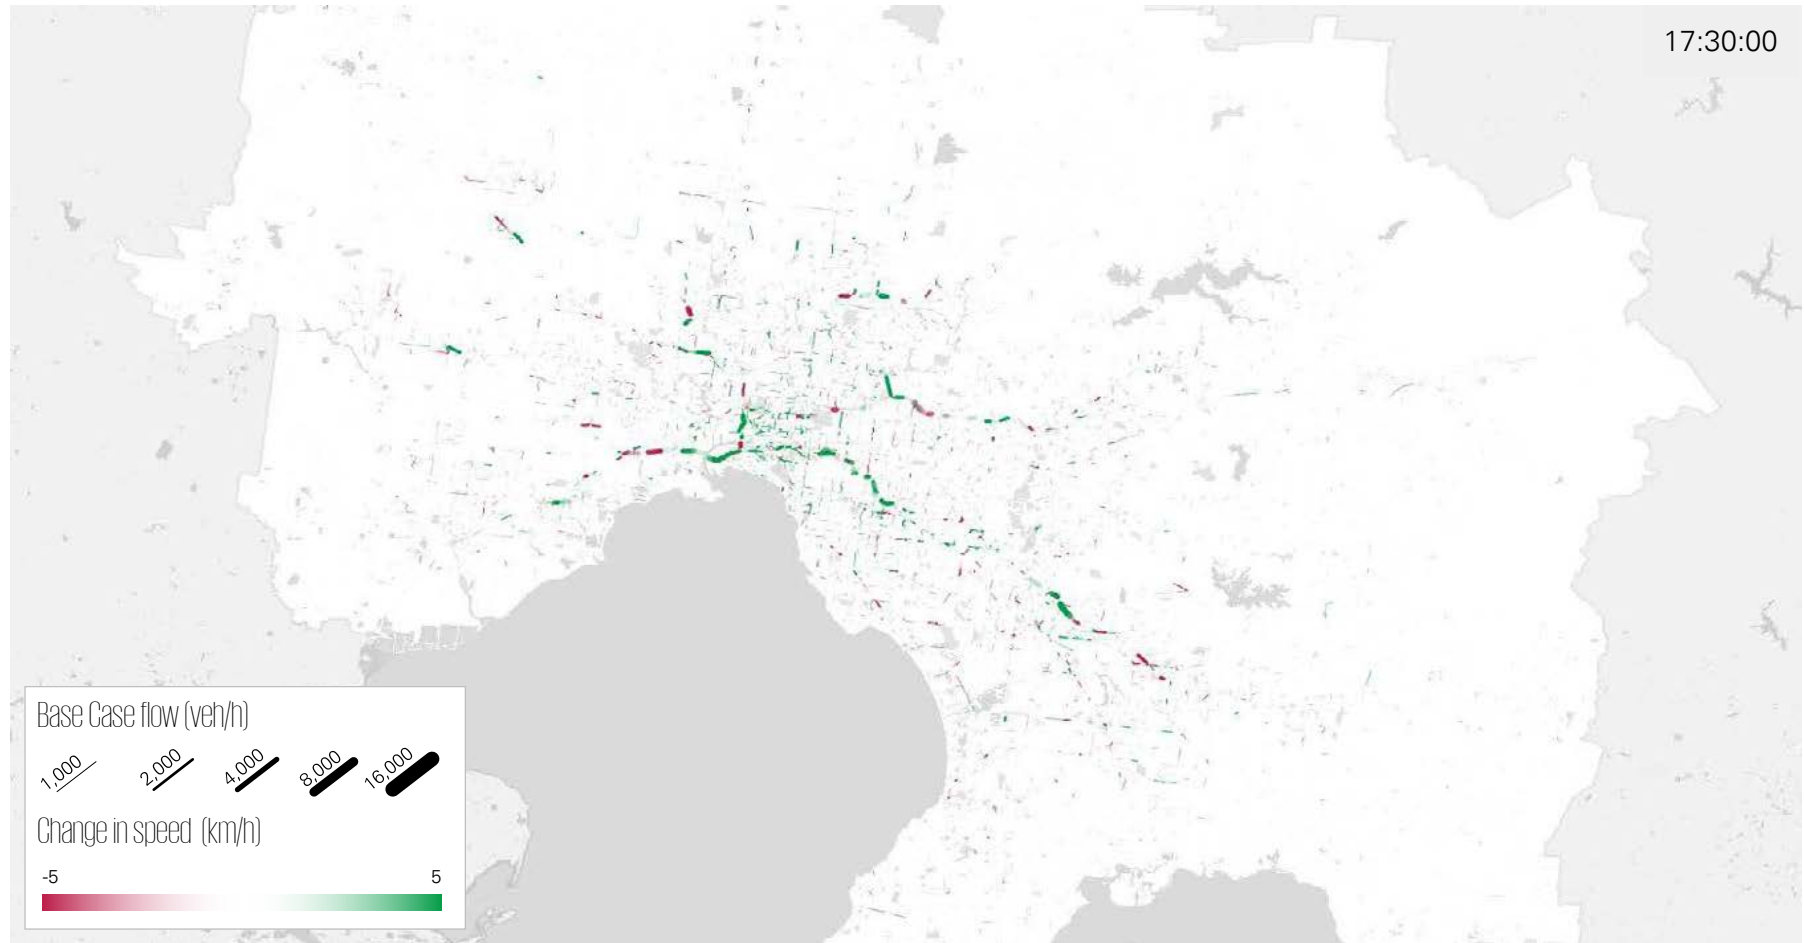 17:30:00
Base Case flow (veh/h)
1,000 2,000 4,000 8,000 16,000
Change in speed (km/h)
-5 5